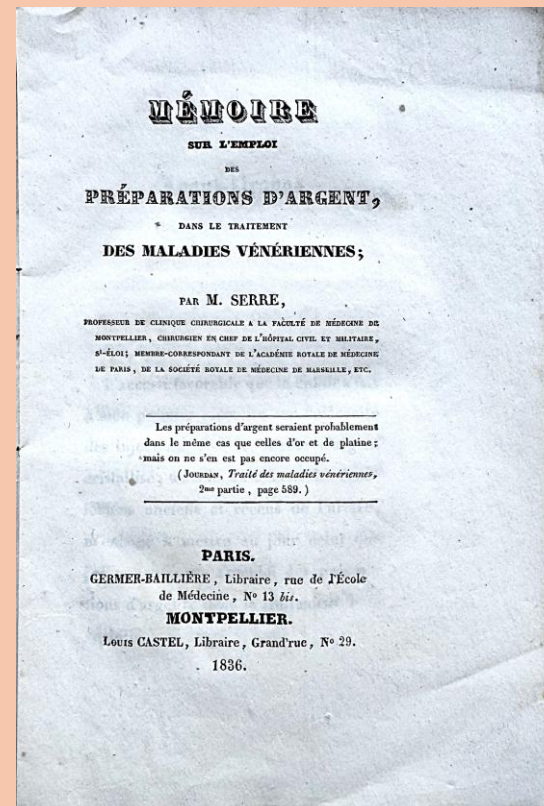 MÉMOIRE
SUR L'EMPLOI
DES
PRÉPARATIONS D'ARGENT,
DANS LE TRAITEMENT
DES MALADIES VÉNÉRIENNES;
PAR M. SERRE,
PROFESSEUR DE CLINIQUE CHIRURGICALE A LA FACULTÉ DE MÉDECINE DE
MONTPELLIER, CHIRURGIEN EN CHEF DE L'HÔPITAL CIVIL ET MILITAIRE,
St-ÉLOI; MEMBRE-CORRESPONDANT DE L'ACADÉMIE ROYALE DE MÉDECINE
DE PARIS, DE LA SOCIÉTÉ ROYALE DE MÉDECINE DE MARSEILLE, ETC.
Les préparations d'argent seraient probablement
dans le même cas que celles d'or et de platine;
mais on ne s'en est pas encore occupé.
(JOURDAN, Traité des maladies vénériennes,
2me partie, page 589.)
PARIS.
GERMER-BAILLIÈRE, Libraire, rue de l'École
de Médecine, No 13 bis.
MONTPELLIER.
Louis CASTEL, Libraire, Grand'rue, No 29.
1836.